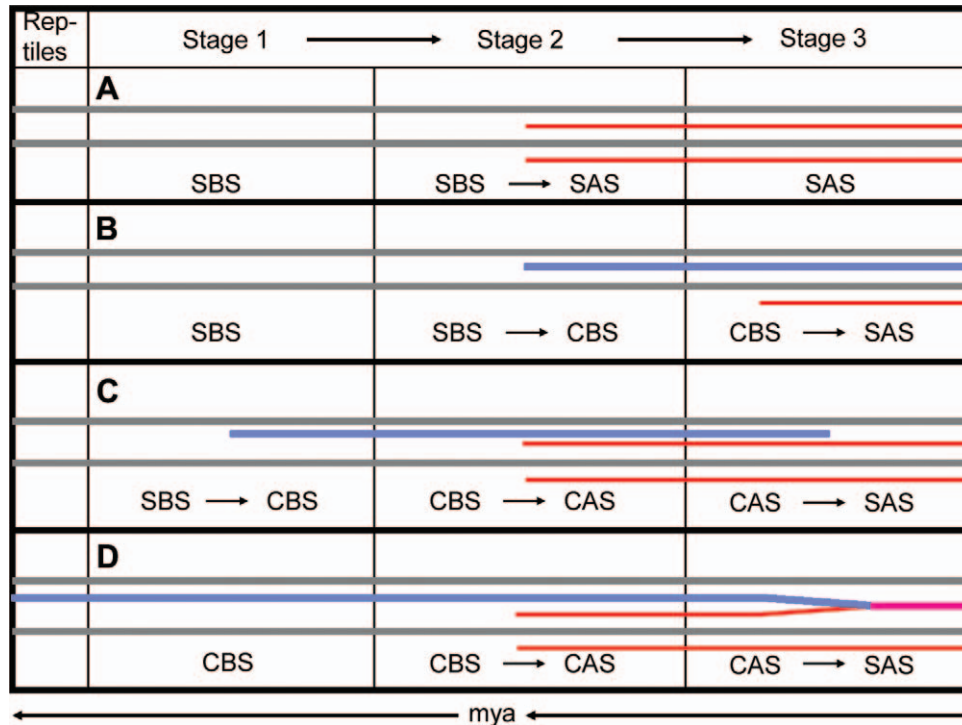 Rep-
tiles
Stage 1 → Stage 2 → Stage 3
A
SBS
SBS → SAS
SAS
B
SBS
SBS → CBS
CBS → SAS
C
SBS → CBS
CBS → CAS
CAS → SAS
D
CBS
CBS → CAS
CAS → SAS
mya